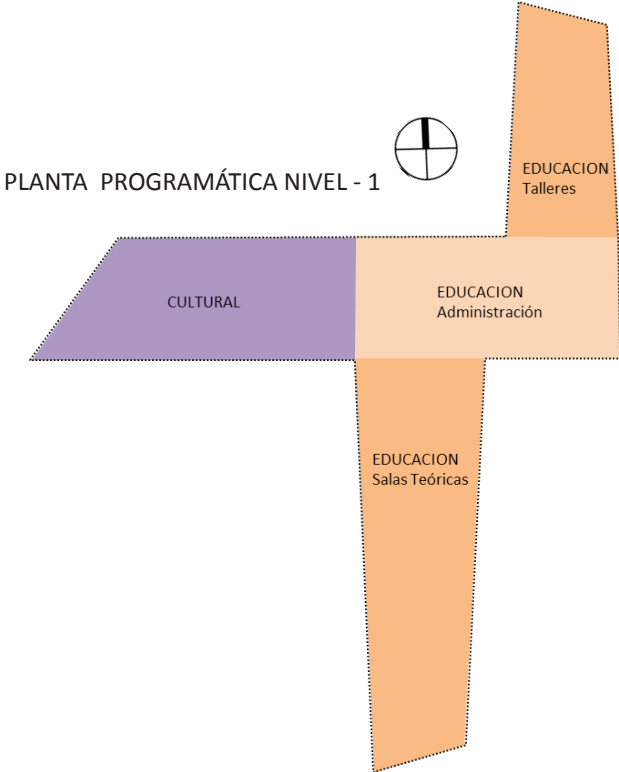 PLANTA PROGRAMÁTICA NIVEL - 1
EDUCACION
Talleres
CULTURAL
EDUCACION
Administración
EDUCACION
Salas Teóricas